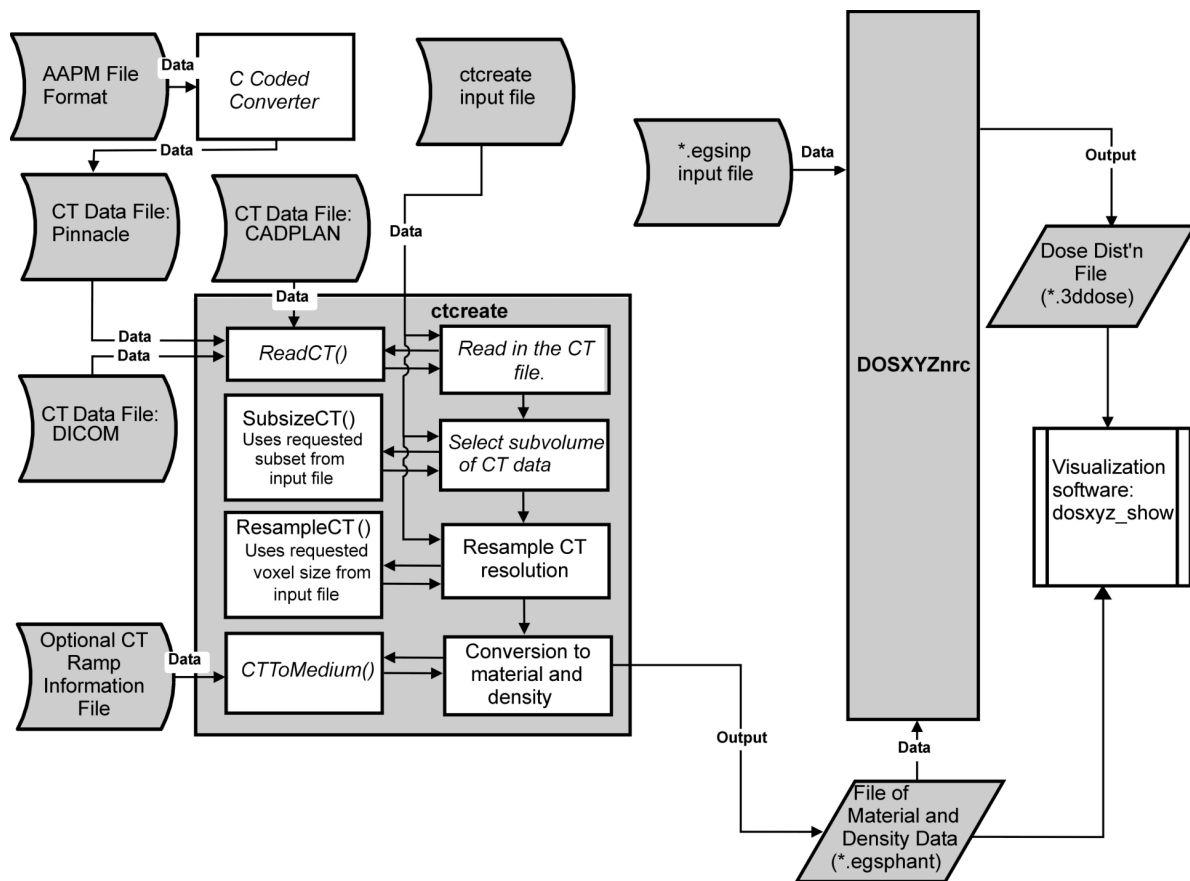 AAPM File
Format
Data
C Coded
Converter
ctcreate
input file
Data
CT Data File:
Pinnacle
CT Data File:
CADPLAN
Data
*.egsinp
input file
Data
Output
Dose Dist'n
File
(*.3ddose)
DOSXYZnrc
Data
ctcreate
Data
Data
ReadCT()
Read in the CT
file.
CT Data File:
DICOM
SubsizeCT()
Uses requested
subset from
input file
Select subvolume
of CT data
Visualization
software:
dosxyz_show
ResampleCT()
Uses requested
voxel size from
input file
Resample CT
resolution
Optional CT
Ramp
Information
File
Data
CTToMedium()
Conversion to
material and
density
Output
Data
File of
Material and
Density Data
(*.egsphant)